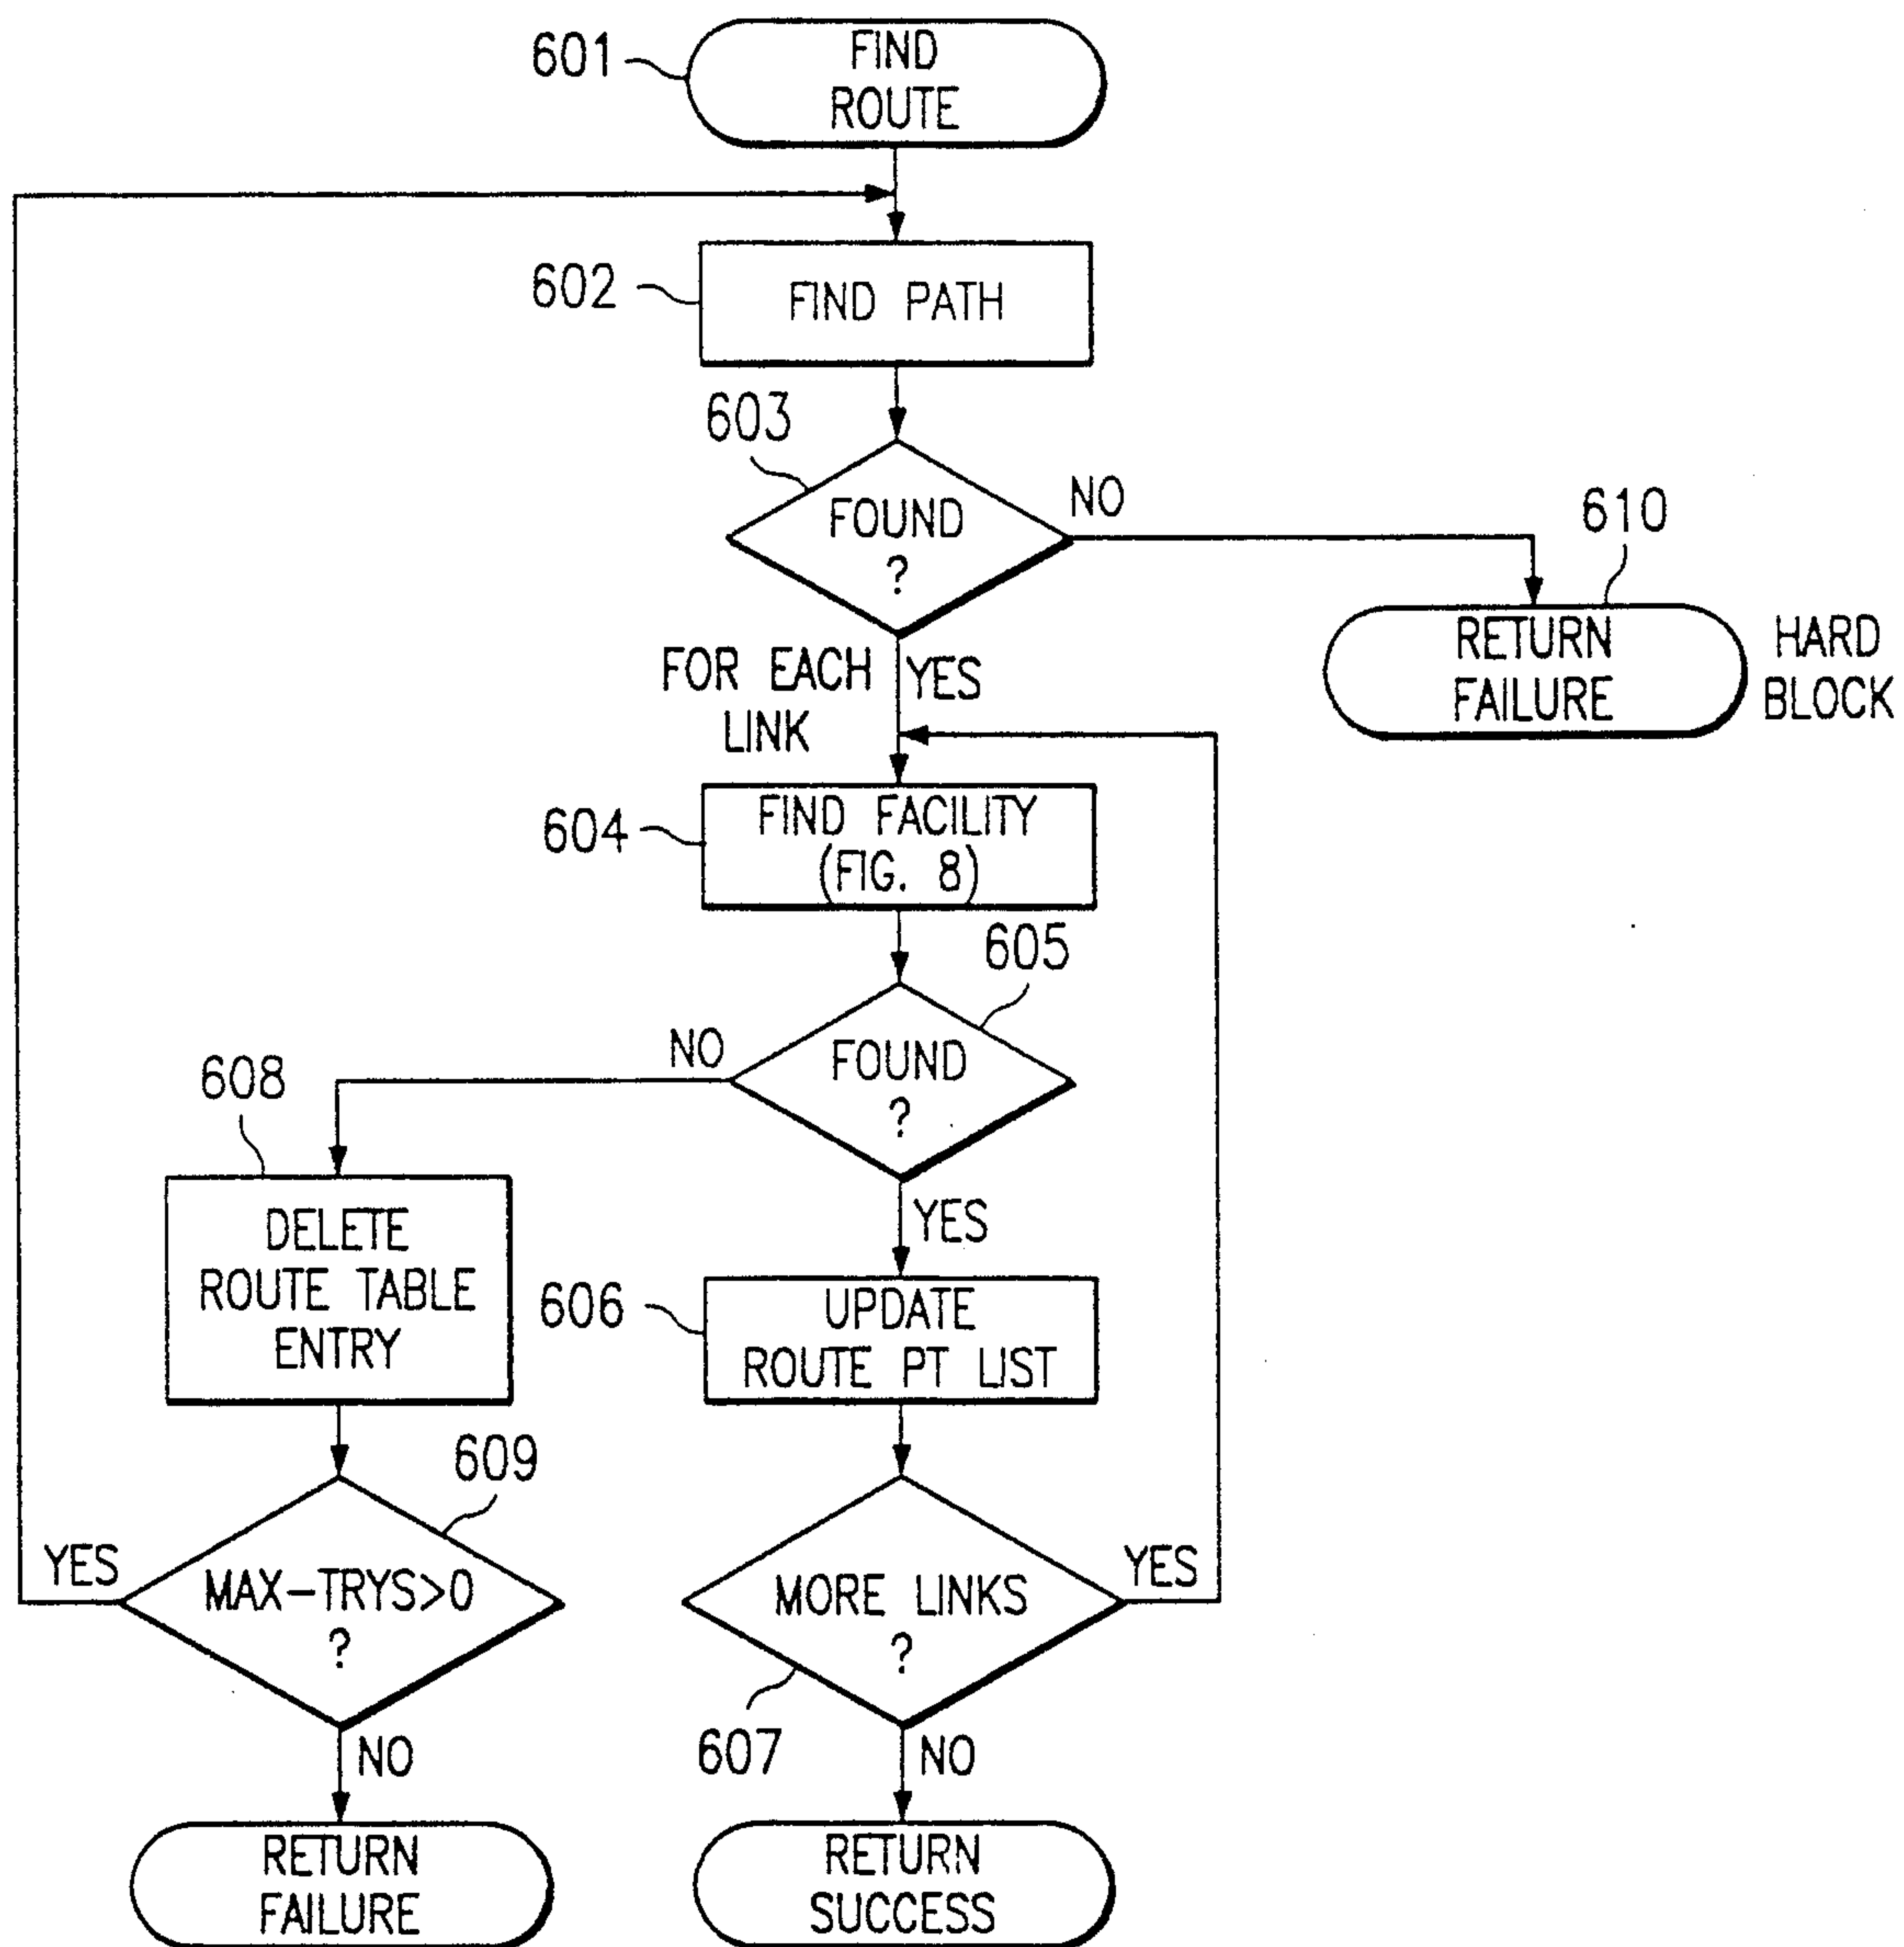 601
FIND
ROUTE
602
FIND PATH
603
FOUND
?
NO
610
RETURN
FAILURE
HARD
BLOCK
FOR EACH
LINK
YES
604
FIND FACILITY
(FIG. 8)
605
FOUND
?
NO
YES
608
DELETE
ROUTE TABLE
ENTRY
606
UPDATE
ROUTE PT LIST
609
MAX-TRYS>0
?
YES
NO
607
MORE LINKS
?
YES
NO
RETURN
FAILURE
RETURN
SUCCESS